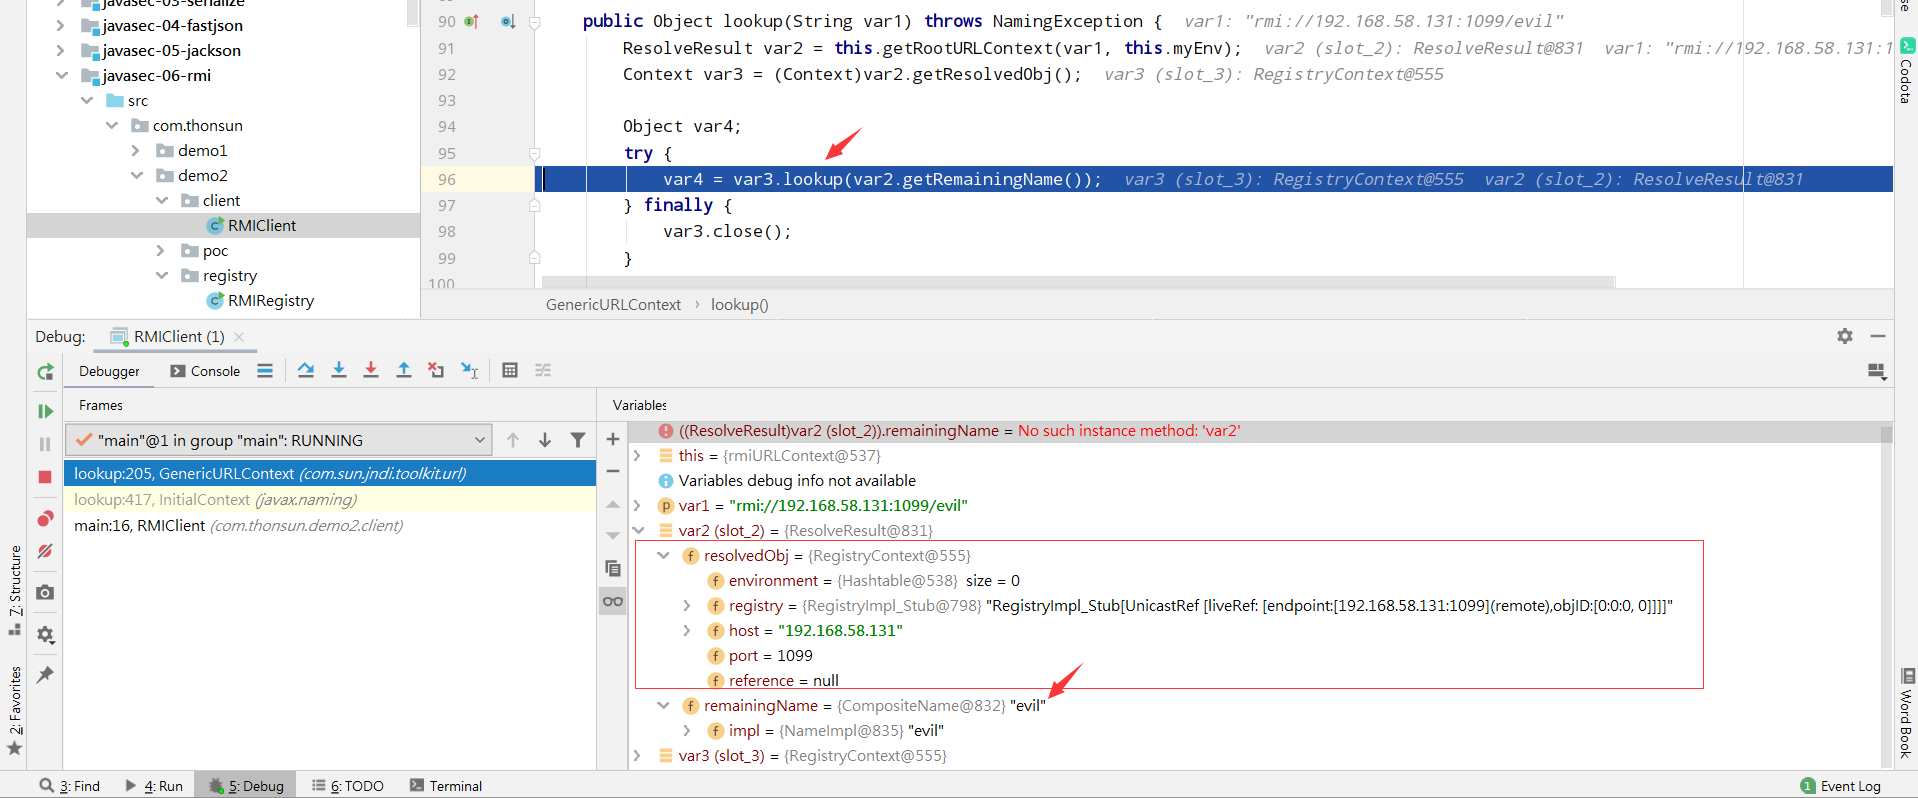 javasec-03-serialize
javasec-04-fastjson
javasec-05-jackson
javasec-06-rmi
src
com.thonsun
demo1
demo2
client
RMIClient
poc
registry
RMIRegistry
90 public Object lookup(String var1) throws NamingException { var1: "rmi://192.168.58.131:1099/evil"
91 ResolveResult var2 = this.getRootURLContext(var1, this.myEnv); var2 (slot_2): ResolveResult@831 var1: "rmi://192.168.58.131:1
92 Context var3 = (Context)var2.getResolvedObj(); var3 (slot_3): RegistryContext@555
93
94 Object var4;
95 try {
96 var4 = var3.lookup(var2.getRemainingName()); var3 (slot_3): RegistryContext@555 var2 (slot_2): ResolveResult@831
97 } finally {
98 var3.close();
99 }
100
GenericURLContext › lookup()
Codota
Debug: RMIClient (1)
Debugger Console
Frames
Variables
"main"@1 in group "main": RUNNING
lookup:205, GenericURLContext (com.sun.jndi.toolkit.url)
lookup:417, InitialContext (javax.naming)
main:16, RMIClient (com.thonsun.demo2.client)
((ResolveResult)var2 (slot_2)).remainingName = No such instance method: 'var2'
this = {rmiURLContext@537}
Variables debug info not available
var1 = "rmi://192.168.58.131:1099/evil"
var2 (slot_2) = {ResolveResult@831}
resolvedObj = {RegistryContext@555}
environment = {Hashtable@538} size = 0
registry = {RegistryImpl_Stub@798} "RegistryImpl_Stub[UnicastRef [liveRef: [endpoint:[192.168.58.131:1099](remote),objID:[0:0:0, 0]]]]"
host = "192.168.58.131"
port = 1099
reference = null
remainingName = {CompositeName@832} "evil"
impl = {NameImpl@835} "evil"
var3 (slot_3) = {RegistryContext@555}
7: Structure
2: Favorites
Word Book
3: Find 4: Run 5: Debug 6: TODO Terminal
1 Event Log